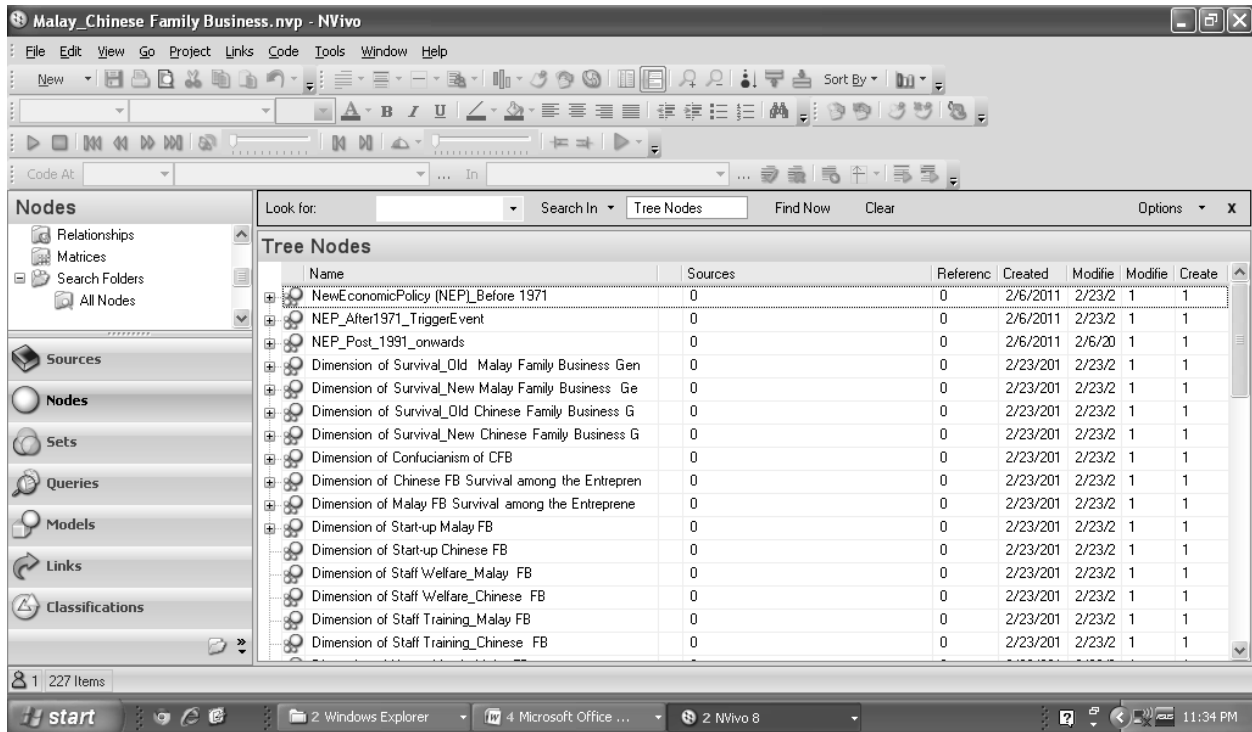 Malay_Chinese Family Business.nvp - NVivo
File Edit View Go Project Links Code Tools Window Help
New Sort By
A B I U
Code At ... In ...
Nodes
Relationships
Matrices
Search Folders
All Nodes
Sources
Nodes
Sets
Queries
Models
Links
Classifications
Look for: Search In Tree Nodes Find Now Clear Options x
Tree Nodes
Name Sources Referenc Created Modifie Modifie Create
NewEconomicPolicy (NEP)_Before 1971 0 0 2/6/2011 2/23/2 1 1
NEP_After1971_TriggerEvent 0 0 2/6/2011 2/23/2 1 1
NEP_Post_1991_onwards 0 0 2/6/2011 2/6/20 1 1
Dimension of Survival_Old Malay Family Business Gen 0 0 2/23/201 2/23/2 1 1
Dimension of Survival_New Malay Family Business Ge 0 0 2/23/201 2/23/2 1 1
Dimension of Survival_Old Chinese Family Business G 0 0 2/23/201 2/23/2 1 1
Dimension of Survival_New Chinese Family Business G 0 0 2/23/201 2/23/2 1 1
Dimension of Confucianism of CFB 0 0 2/23/201 2/23/2 1 1
Dimension of Chinese FB Survival among the Entrepren 0 0 2/23/201 2/23/2 1 1
Dimension of Malay FB Survival among the Entreprene 0 0 2/23/201 2/23/2 1 1
Dimension of Start-up Malay FB 0 0 2/23/201 2/23/2 1 1
Dimension of Start-up Chinese FB 0 0 2/23/201 2/23/2 1 1
Dimension of Staff Welfare_Malay FB 0 0 2/23/201 2/23/2 1 1
Dimension of Staff Welfare_Chinese FB 0 0 2/23/201 2/23/2 1 1
Dimension of Staff Training_Malay FB 0 0 2/23/201 2/23/2 1 1
Dimension of Staff Training_Chinese FB 0 0 2/23/201 2/23/2 1 1
1 227 Items
start 2 Windows Explorer 4 Microsoft Office ... 2 NVivo 8 11:34 PM